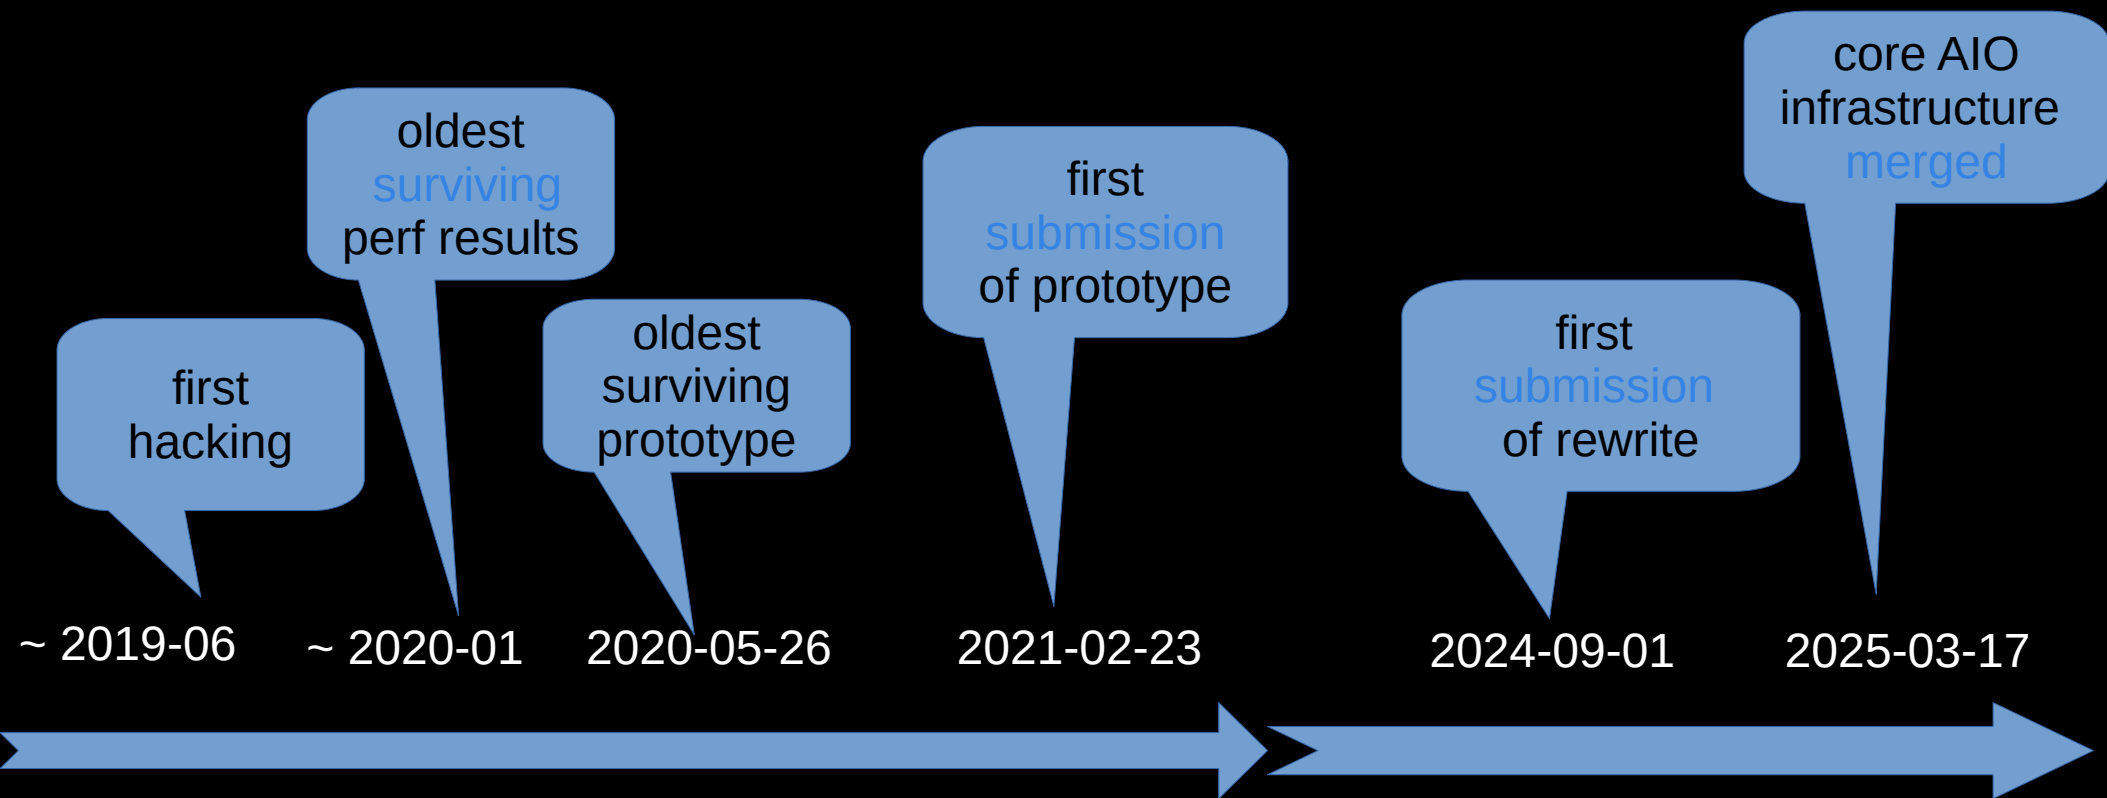 first
hacking
oldest
surviving
perf results
oldest
surviving
prototype
first
submission
of prototype
first
submission
of rewrite
core AIO
infrastructure
merged
~ 2019-06
~ 2020-01
2020-05-26
2021-02-23
2024-09-01
2025-03-17